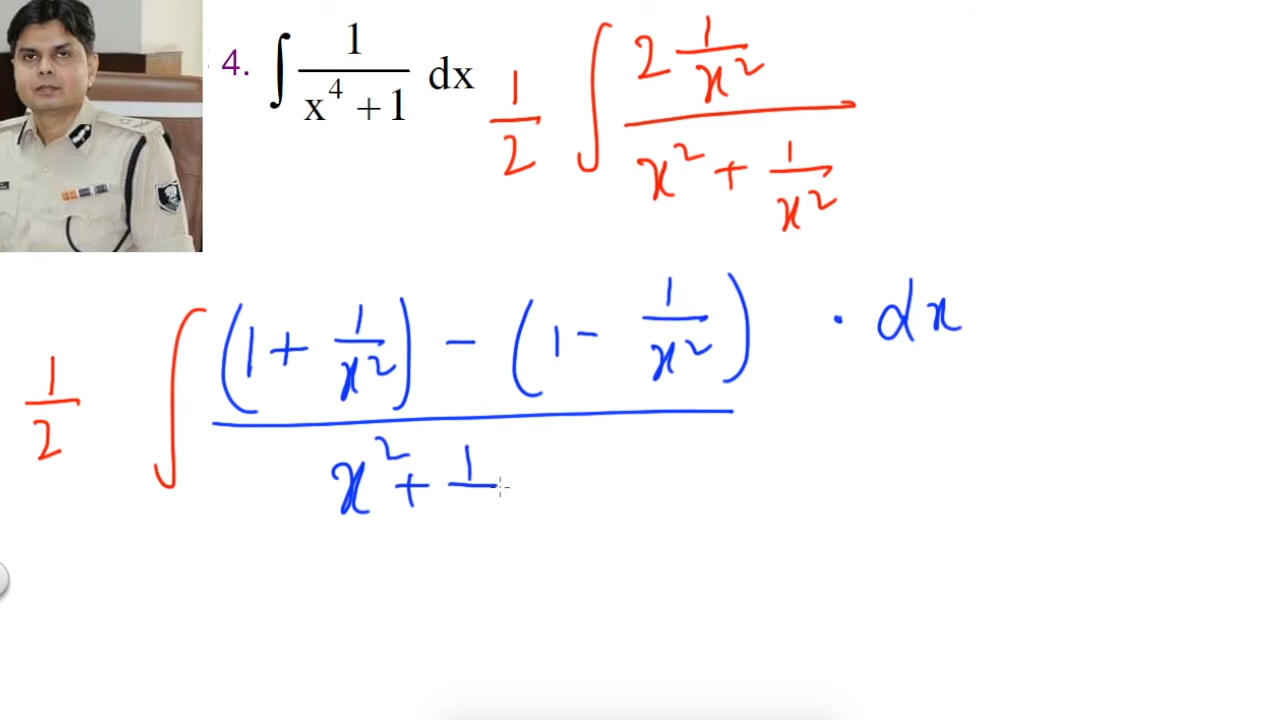 4. ∫ 1/(x⁴ + 1) dx  1/2 ∫ (2 1/x²)/(x² + 1/x²)
1/2 ∫ ((1 + 1/x²) - (1 - 1/x²))/(x² + 1/) · dx